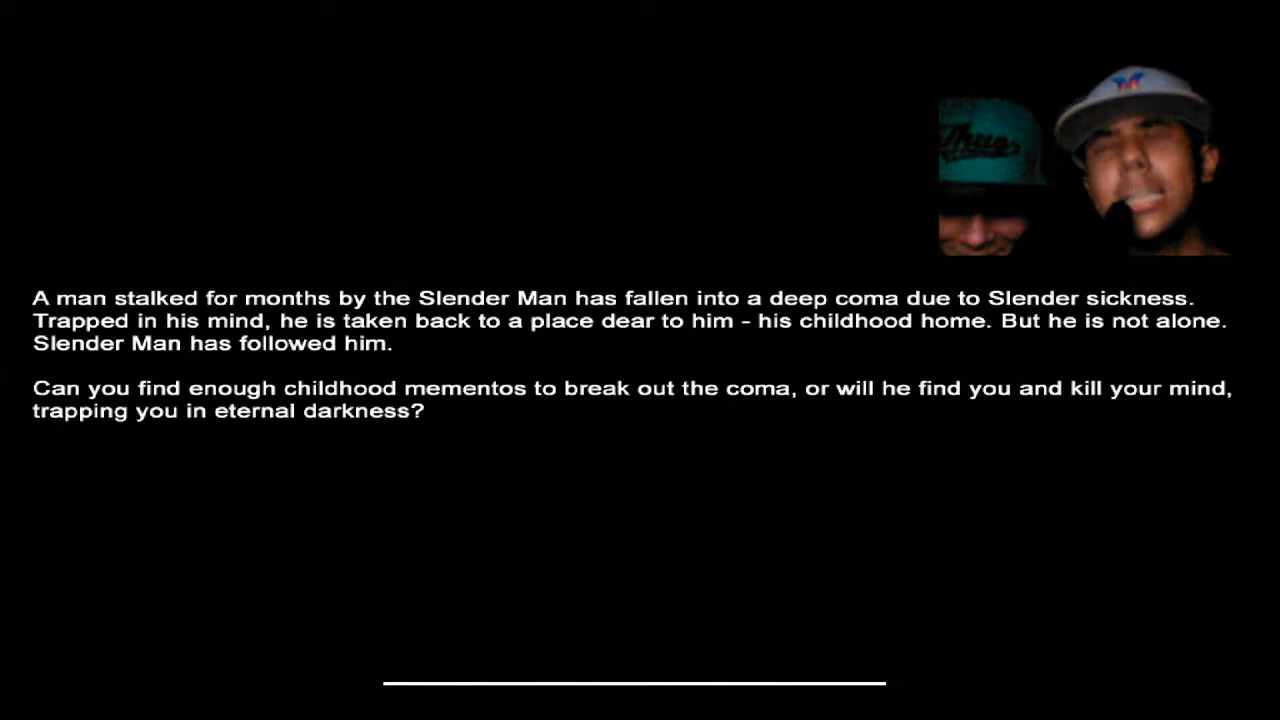 Thug
A man stalked for months by the Slender Man has fallen into a deep coma due to Slender sickness.
Trapped in his mind, he is taken back to a place dear to him - his childhood home. But he is not alone.
Slender Man has followed him.
Can you find enough childhood mementos to break out the coma, or will he find you and kill your mind,
trapping you in eternal darkness?